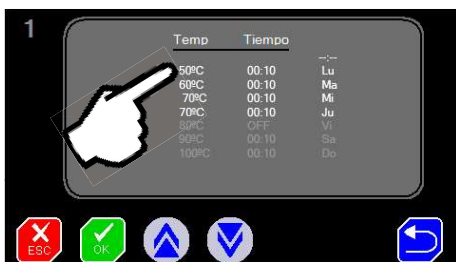 1
Temp Tiempo
--:--
50ºC 00:10 Lu
60ºC 00:10 Ma
70ºC 00:10 Mi
70ºC 00:10 Ju
80ºC OFF Vi
90ºC 00:10 Sa
100ºC 00:10 Do
ESC OK